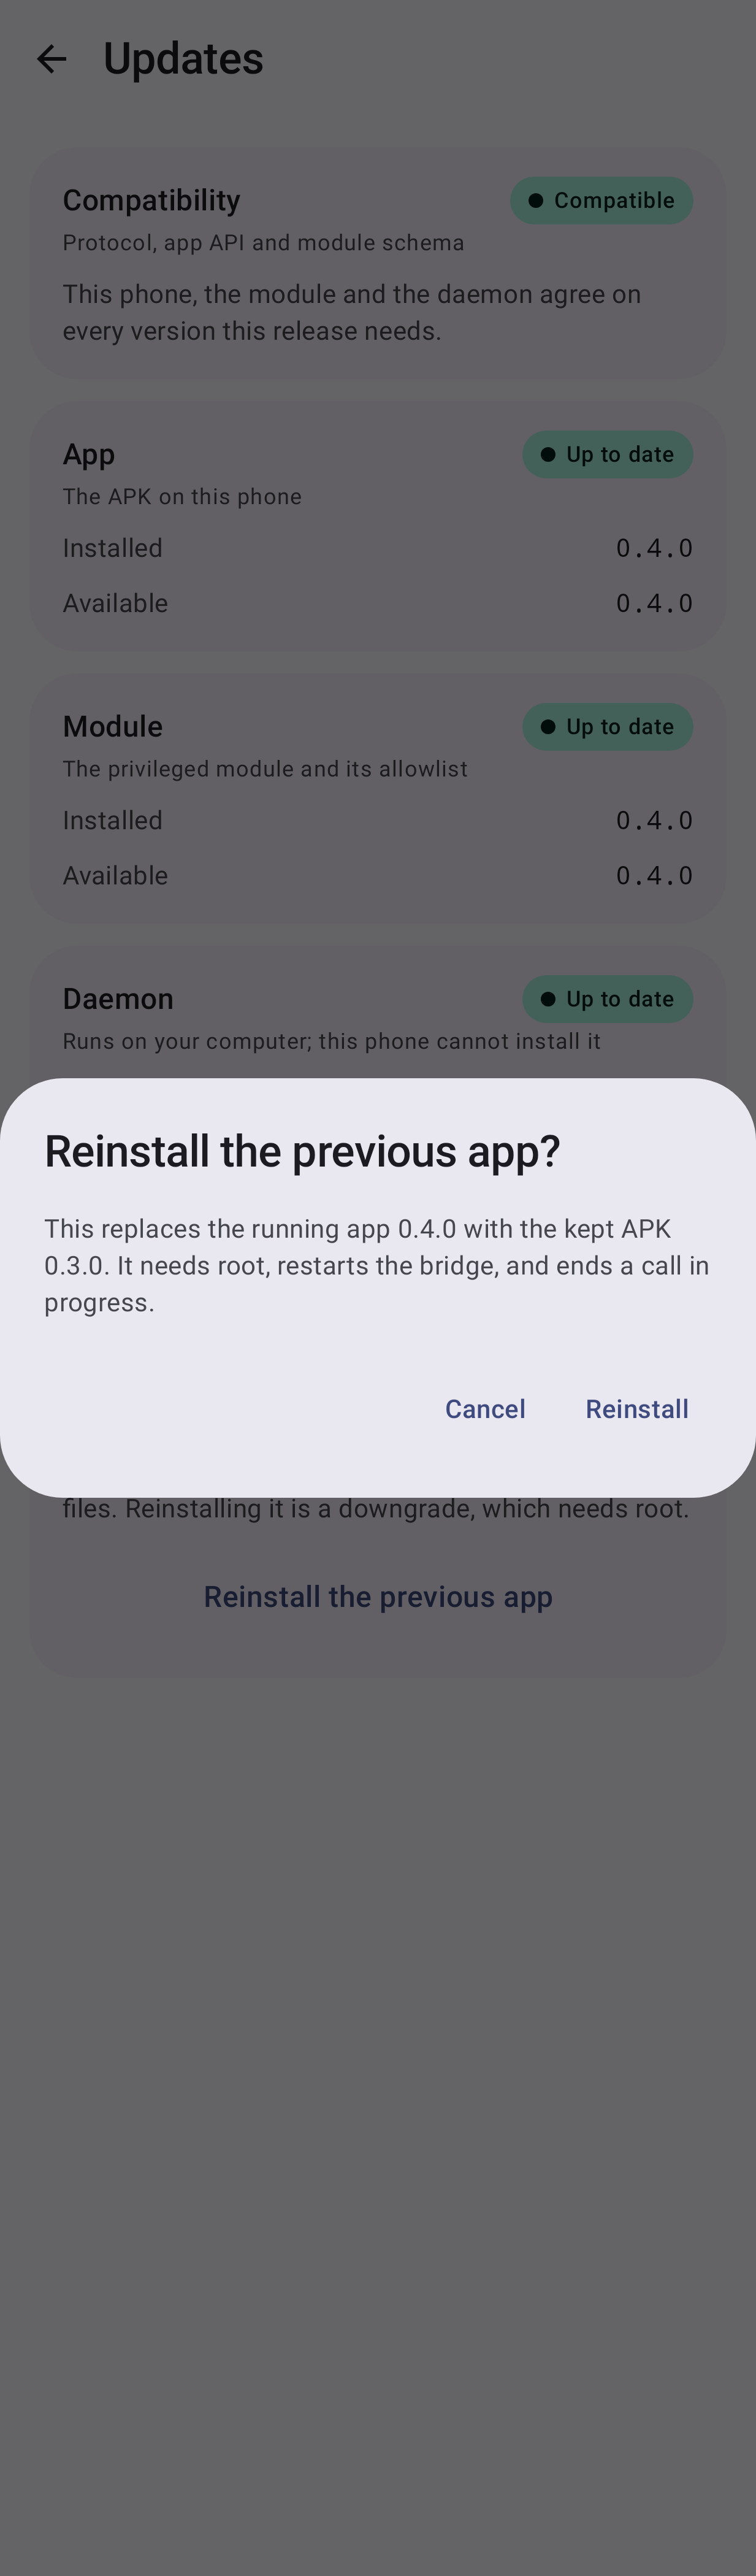 Updates
Compatibility
Compatible
Protocol, app API and module schema
This phone, the module and the daemon agree on
every version this release needs.
App
Up to date
The APK on this phone
Installed
0.4.0
Available
0.4.0
Module
Up to date
The privileged module and its allowlist
Installed
0.4.0
Available
0.4.0
Daemon
Up to date
Runs on your computer; this phone cannot install it
Reinstall the previous app?
This replaces the running app 0.4.0 with the kept APK
0.3.0. It needs root, restarts the bridge, and ends a call in
progress.
Cancel
Reinstall
files. Reinstalling it is a downgrade, which needs root.
Reinstall the previous app